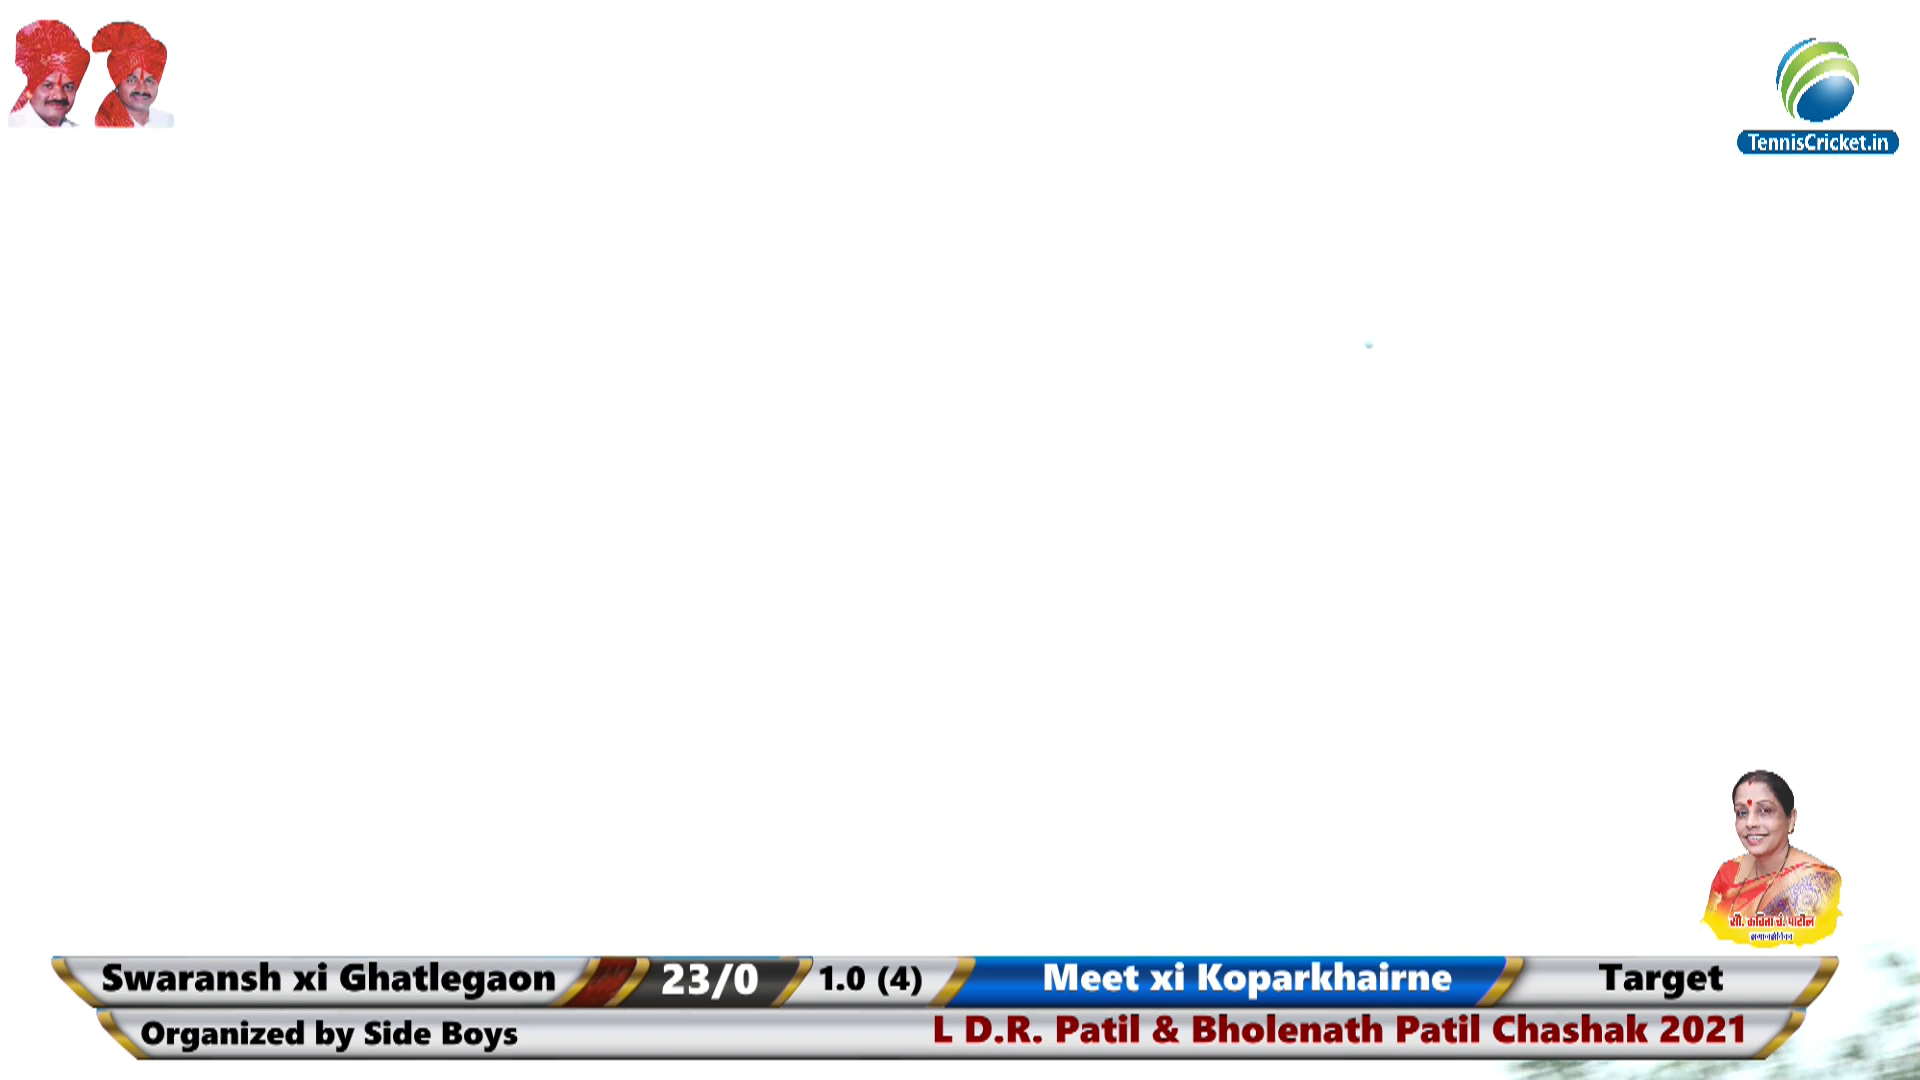 TennisCricket.in
सौ. कविता चं. पाटील
Swaransh xi Ghatlegaon 23/0 1.0 (4) Meet xi Koparkhairne Target
Organized by Side Boys L D.R. Patil & Bholenath Patil Chashak 2021